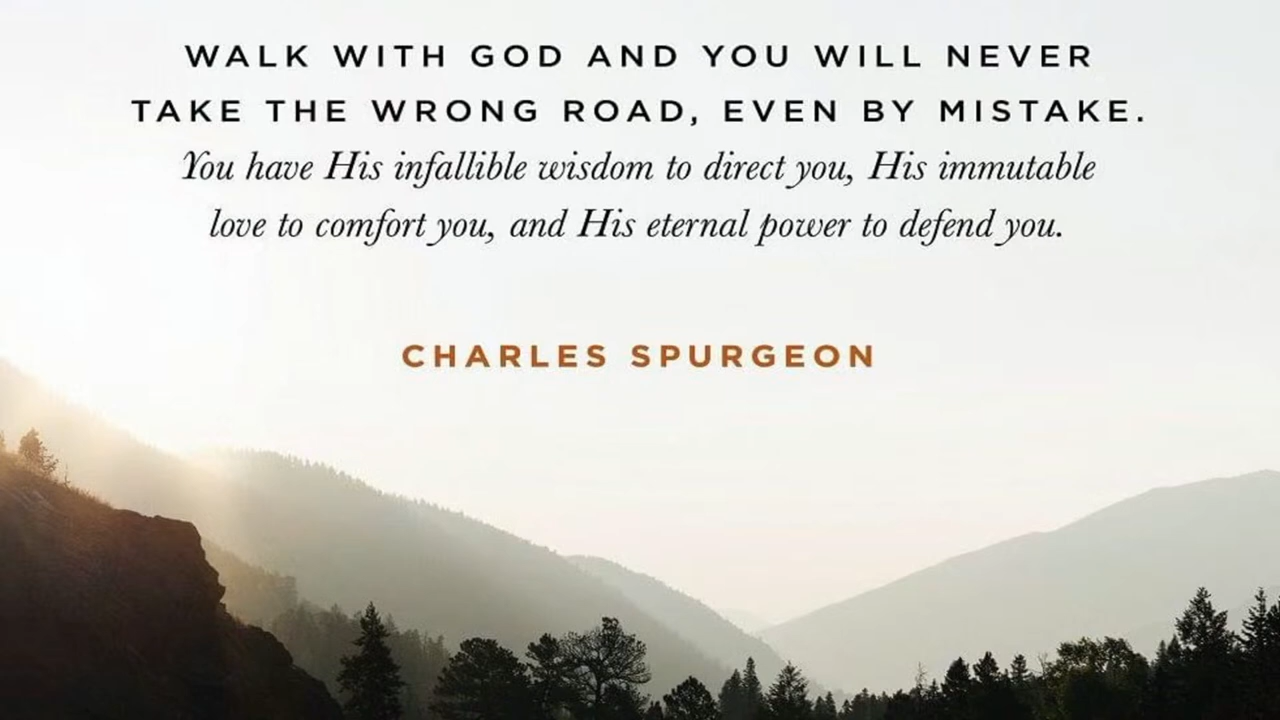 WALK WITH GOD AND YOU WILL NEVER
TAKE THE WRONG ROAD, EVEN BY MISTAKE.
You have His infallible wisdom to direct you, His immutable
love to comfort you, and His eternal power to defend you.
CHARLES SPURGEON